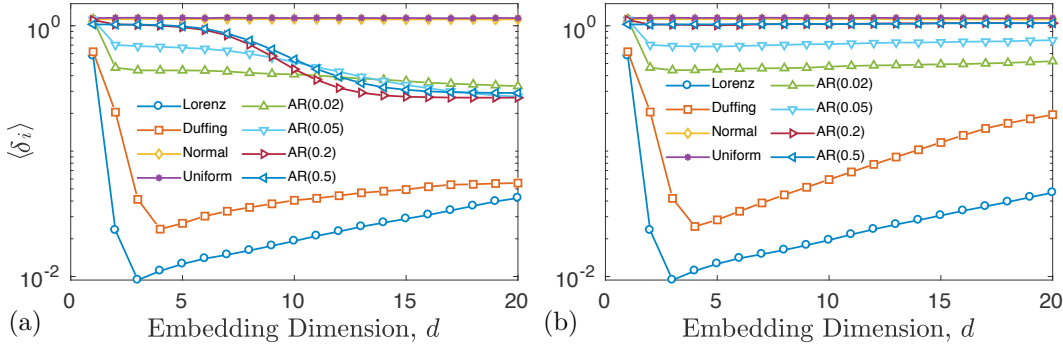 10^0
10^-2
⟨δ_i⟩
Lorenz
Duffing
Normal
Uniform
AR(0.02)
AR(0.05)
AR(0.2)
AR(0.5)
0 5 10 15 20
(a)
Embedding Dimension, d
10^0
10^-2
Lorenz
Duffing
Normal
Uniform
AR(0.02)
AR(0.05)
AR(0.2)
AR(0.5)
0 5 10 15 20
(b)
Embedding Dimension, d